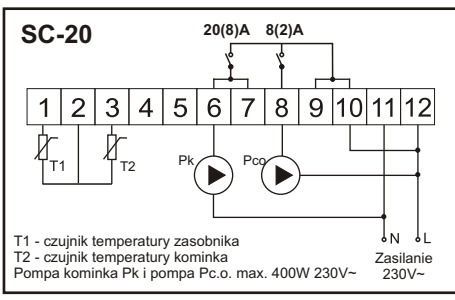 SC-20
20(8)A 8(2)A
1 2 3 4 5 6 7 8 9 10 11 12
T1 T2 Pk Pco
N L
T1 - czujnik temperatury zasobnika
T2 - czujnik temperatury kominka
Pompa kominka Pk i pompa Pc.o. max. 400W 230V~
Zasilanie
230V~